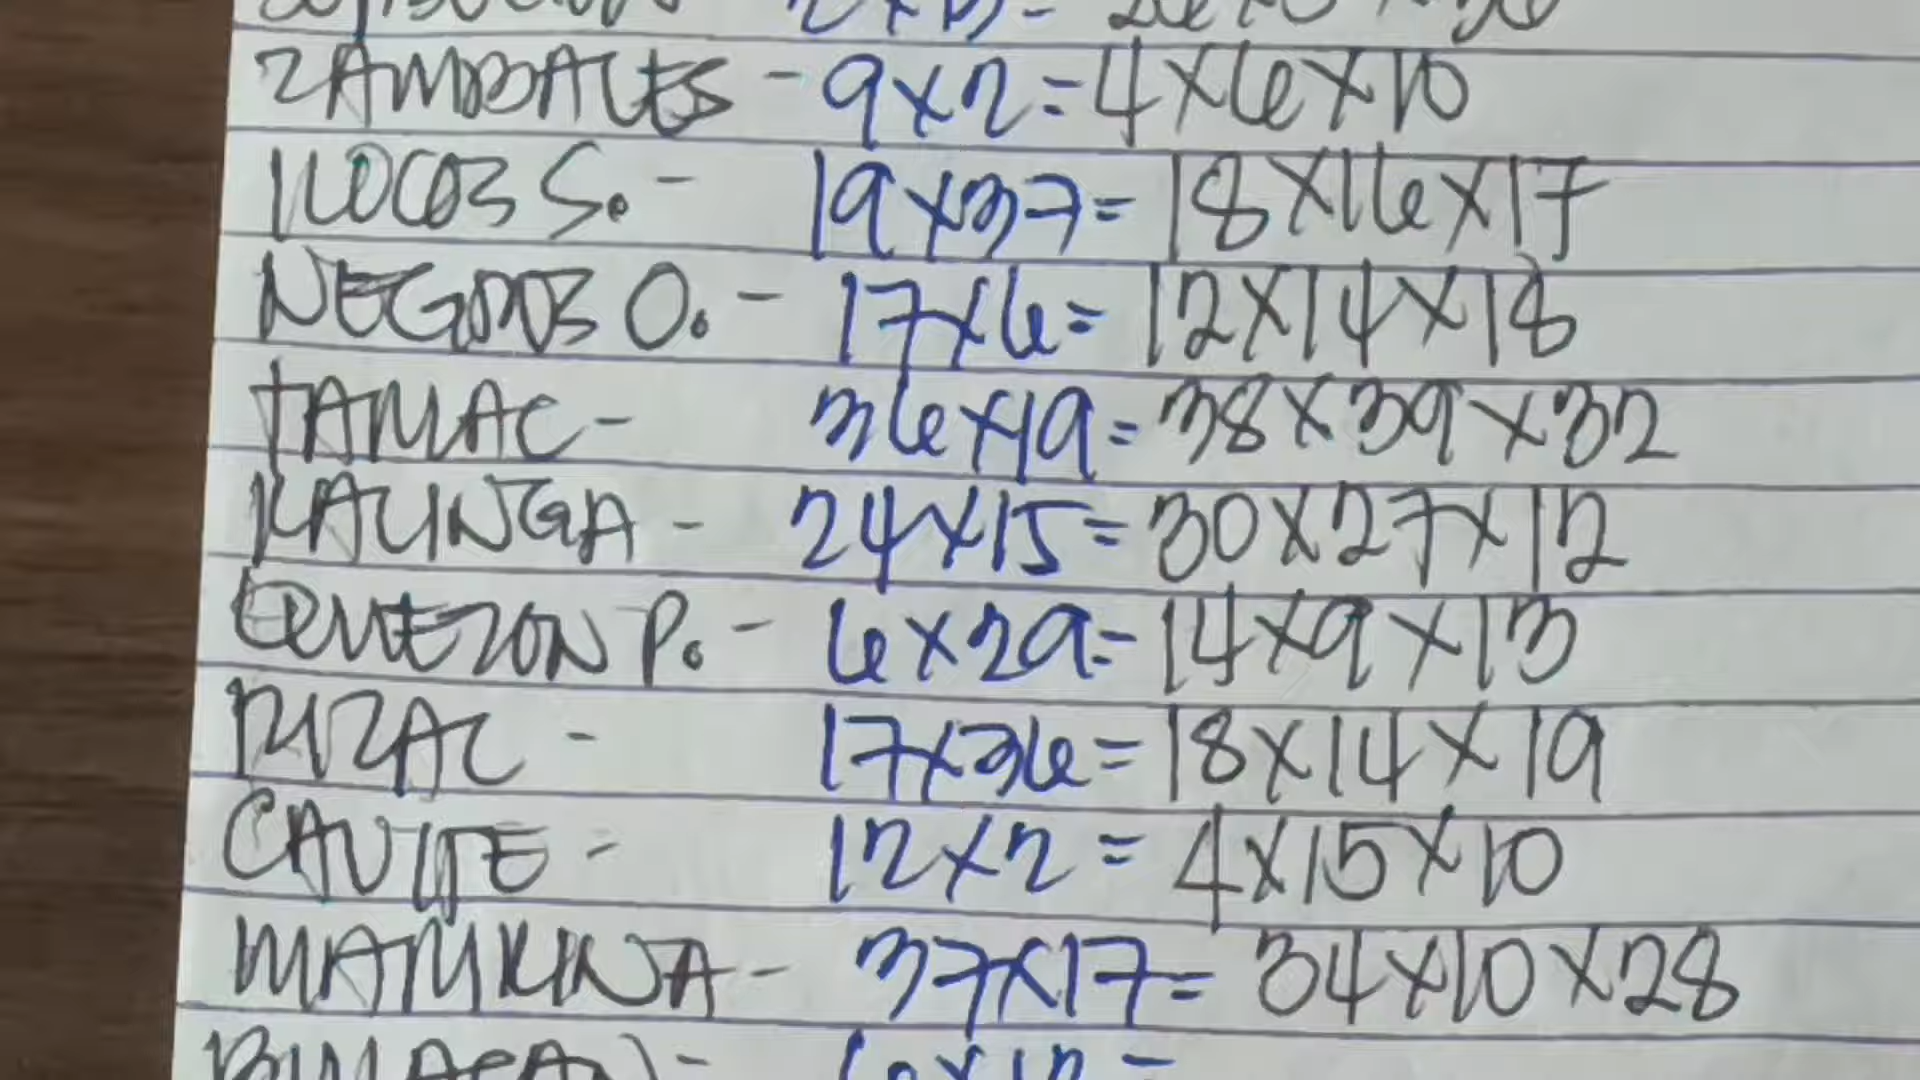 ZAMBALES - 9x2=4x6x10
ILOCOS S. - 19x37=18x16x17
NEGROS O. - 17x6=12x14x18
TARLAC - 36x19=38x39x32
KALINGA - 24x15=30x27x12
QUEZON P. - 6x29=14x9x13
RIZAL - 17x36=18x14x19
CAVITE - 12x2=4x15x10
MARIKINA - 37x17=34x10x28
BULACAN -